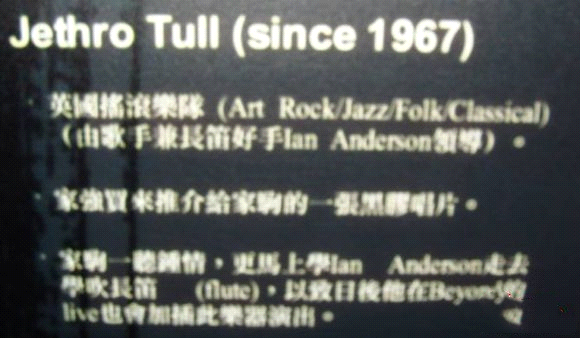 Jethro Tull (since 1967)
英國搖滾樂隊 (Art Rock/Jazz/Folk/Classical)
(由歌手兼長笛好手Ian Anderson領導)。
家強買來推介給家駒的一張黑膠唱片。
家駒一聽鍾情，更馬上學Ian Anderson走去
學吹長笛 (flute)，以致日後他在Beyond的
live也會加插此樂器演出。